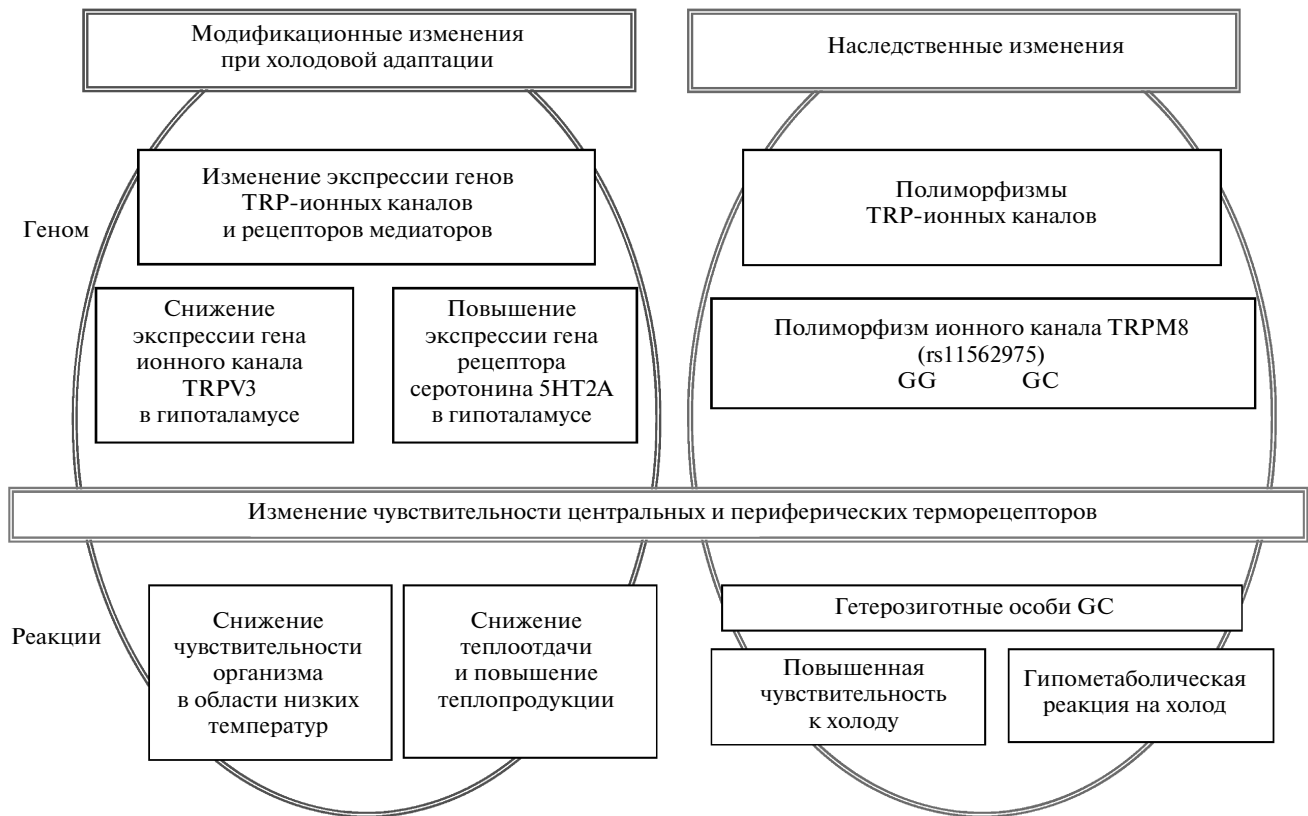 Модификационные изменения
при холодовой адаптации
Наследственные изменения
Геном
Изменение экспрессии генов
TRP-ионных каналов
и рецепторов медиаторов
Полиморфизмы
TRP-ионных каналов
Снижение
экспрессии гена
ионного канала
TRPV3
в гипоталамусе
Повышение
экспрессии гена
рецептора
серотонина 5HT2A
в гипоталамусе
Полиморфизм ионного канала TRPM8
(rs11562975)
GG GC
Изменение чувствительности центральных и периферических терморецепторов
Реакции
Снижение
чувствительности
организма
в области низких
температур
Снижение
теплоотдачи
и повышение
теплопродукции
Гетерозиготные особи GC
Повышенная
чувствительность
к холоду
Гипометаболическая
реакция на холод